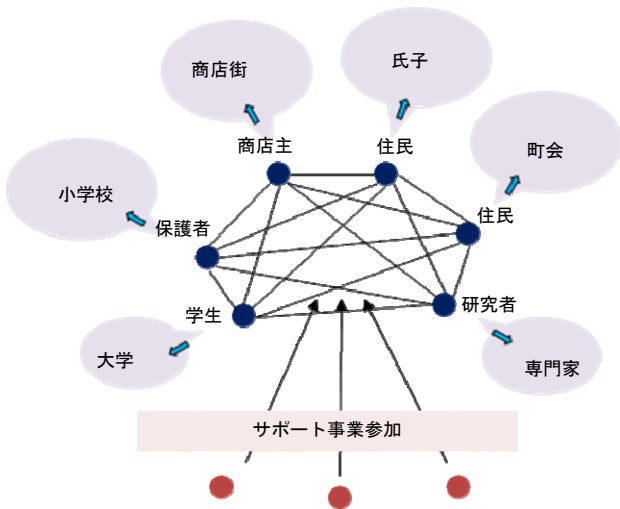 商店街
氏子
商店主
住民
町会
小学校
保護者
住民
学生
研究者
大学
専門家
サポート事業参加